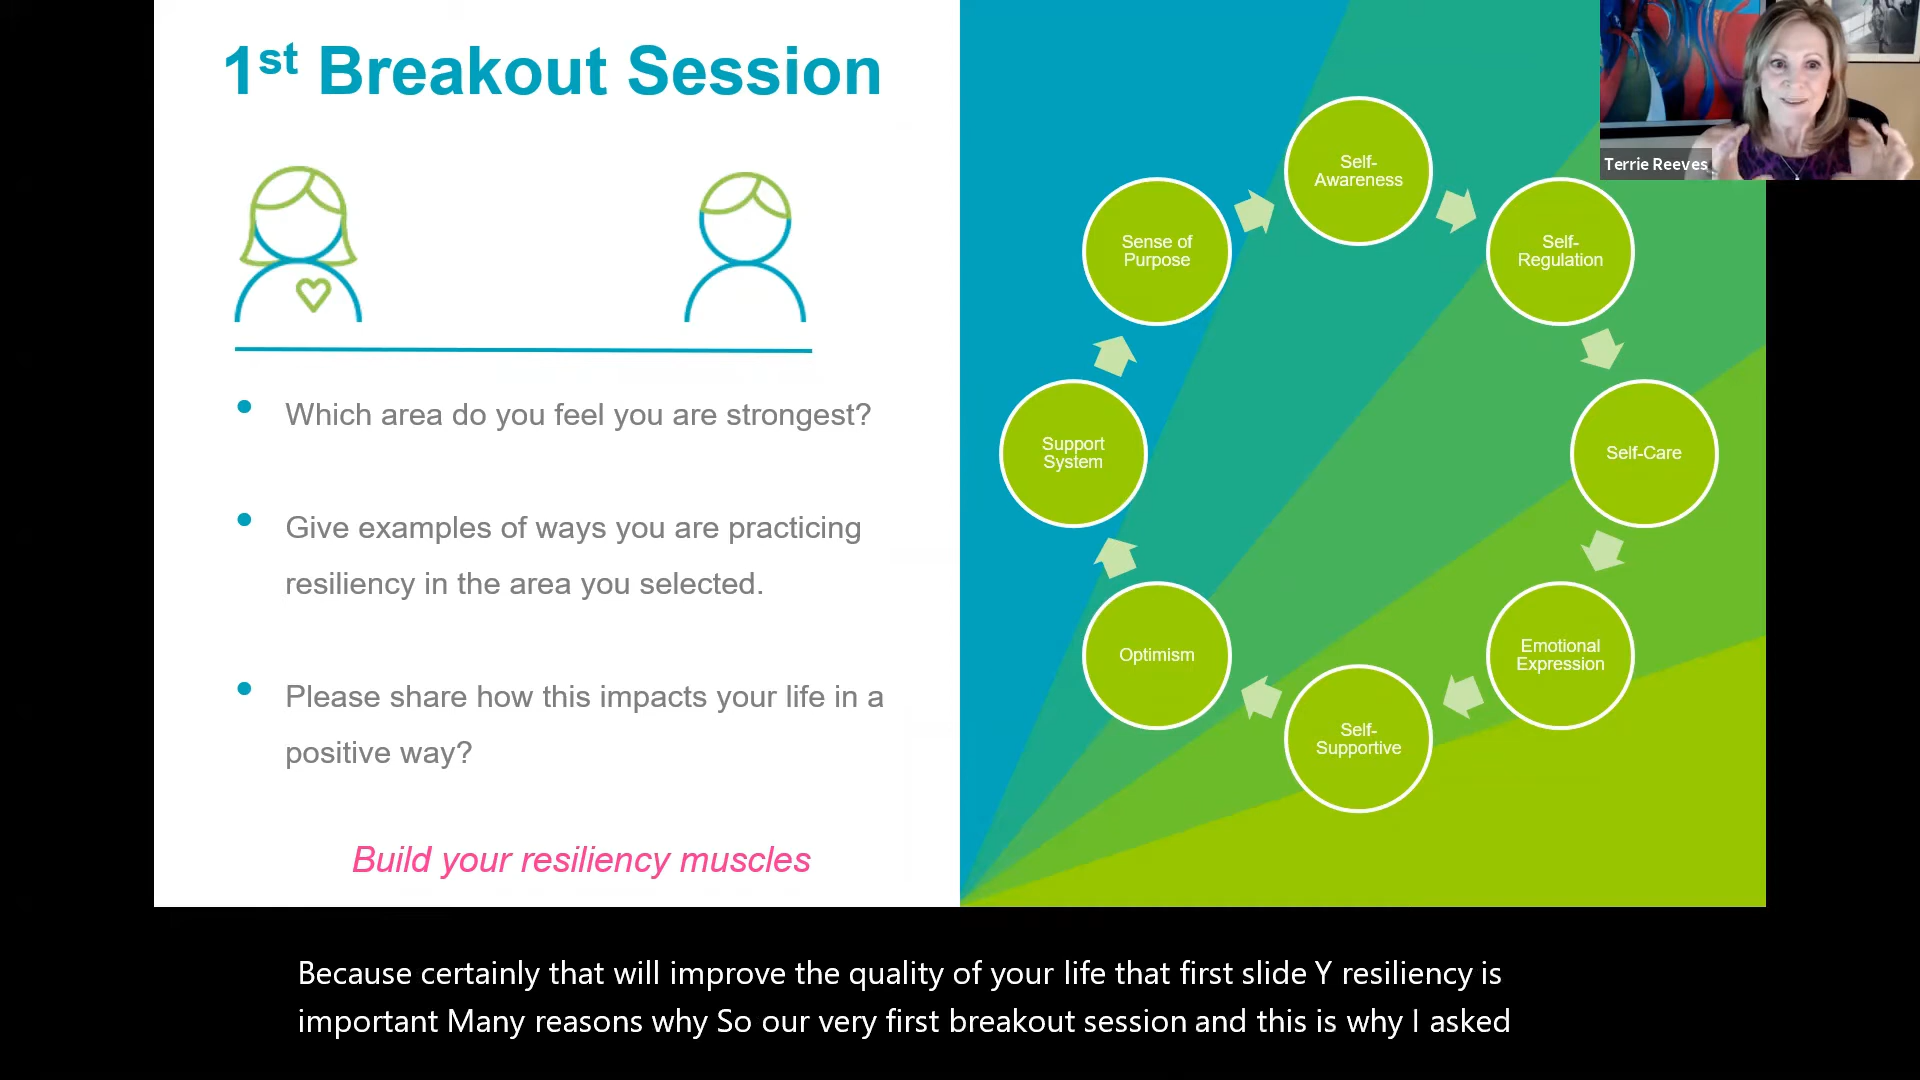 1st Breakout Session
Which area do you feel you are strongest?
Give examples of ways you are practicing
resiliency in the area you selected.
Please share how this impacts your life in a
positive way?
Build your resiliency muscles
Self-
Awareness
Self-
Regulation
Self-Care
Emotional
Expression
Self-
Supportive
Optimism
Support
System
Sense of
Purpose
Terrie Reeves
Because certainly that will improve the quality of your life that first slide Y resiliency is
important Many reasons why So our very first breakout session and this is why I asked